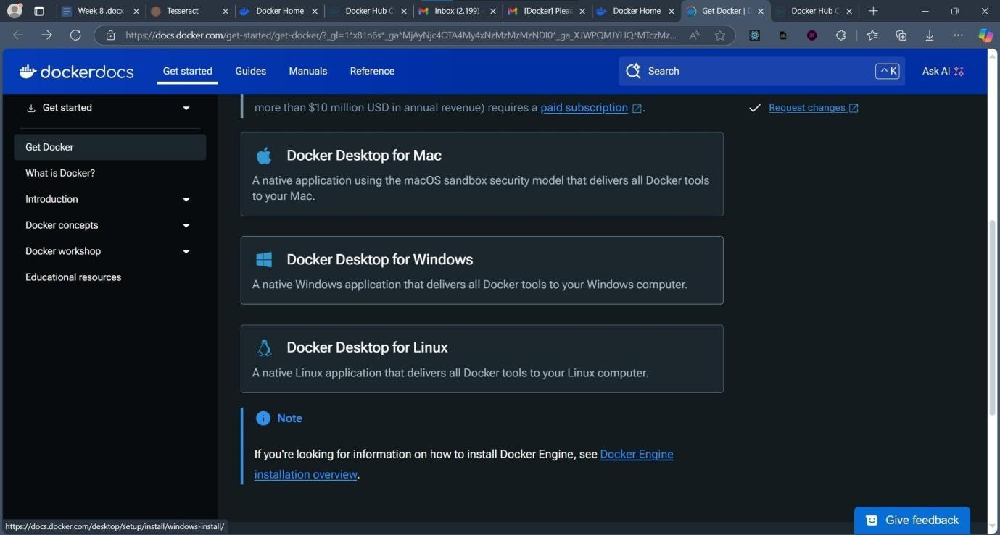 Week 8 .docx
Tesseract
Docker Home
Docker Hub C
Inbox (2,199) -
[Docker] Pleas
Docker Home
Get Docker | D
Docker Hub C
https://docs.docker.com/get-started/get-docker/?_gl=1*x81n6s*_ga*MjAyNjc4OTA4My4xNzMzMzMzNDI0*_ga_XJWPQMJYHQ*MTczMz...
dockerdocs
Get started
Guides
Manuals
Reference
Search
^ K
Ask AI
Get started
Get Docker
What is Docker?
Introduction
Docker concepts
Docker workshop
Educational resources
more than $10 million USD in annual revenue) requires a paid subscription.
Request changes
Docker Desktop for Mac
A native application using the macOS sandbox security model that delivers all Docker tools
to your Mac.
Docker Desktop for Windows
A native Windows application that delivers all Docker tools to your Windows computer.
Docker Desktop for Linux
A native Linux application that delivers all Docker tools to your Linux computer.
Note
If you're looking for information on how to install Docker Engine, see Docker Engine
installation overview.
https://docs.docker.com/desktop/setup/install/windows-install/
Give feedback